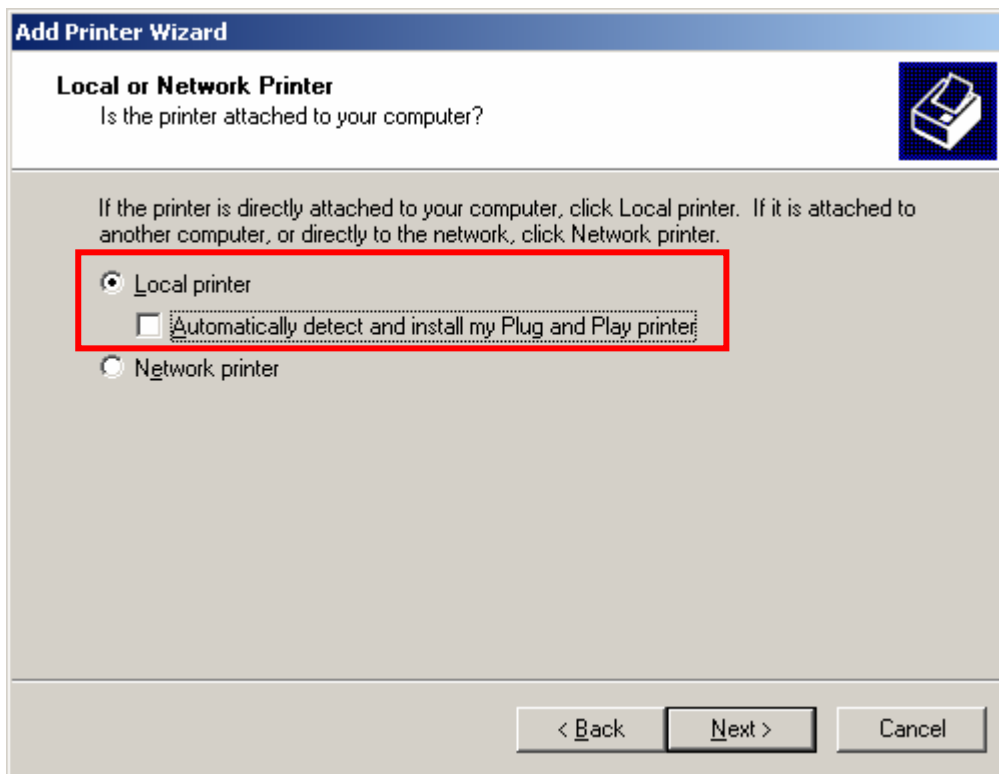 Add Printer Wizard
Local or Network Printer
Is the printer attached to your computer?
If the printer is directly attached to your computer, click Local printer. If it is attached to
another computer, or directly to the network, click Network printer.
Local printer
Automatically detect and install my Plug and Play printer
Network printer
< Back Next > Cancel